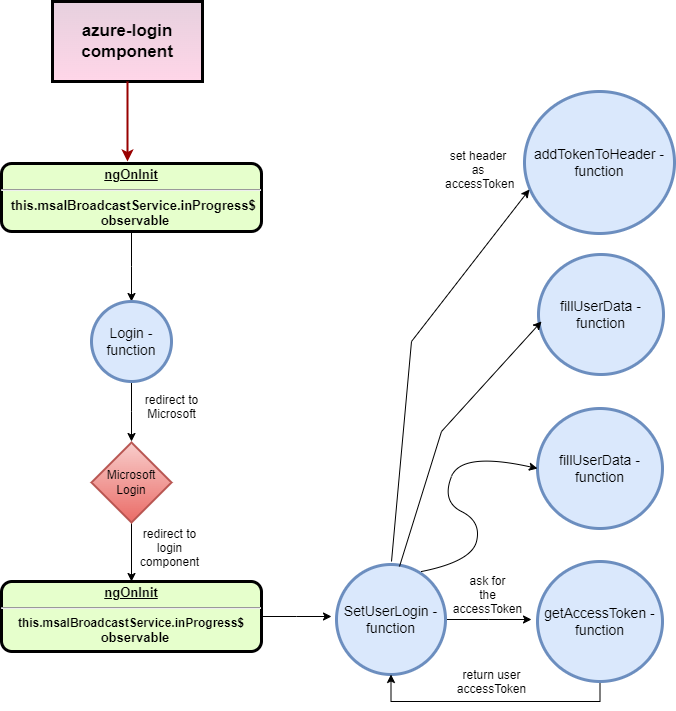 azure-login
component
ngOnInit
this.msalBroadcastService.inProgress$
observable
Login -
function
redirect to
Microsoft
Microsoft
Login
redirect to
login
component
ngOnInit
this.msalBroadcastService.inProgress$
observable
SetUserLogin -
function
set header
as
accessToken
addTokenToHeader -
function
fillUserData -
function
fillUserData -
function
ask for
the
accessToken
getAccessToken -
function
return user
accessToken